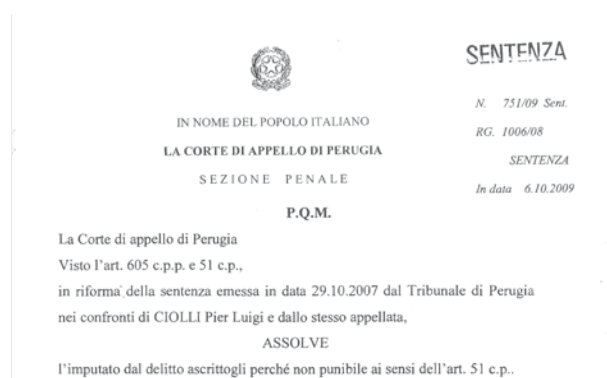 SENTENZA
N. 751/09 Sent.
IN NOME DEL POPOLO ITALIANO
RG. 1006/08
LA CORTE DI APPELLO DI PERUGIA
SENTENZA
SEZIONE PENALE
In data 6.10.2009
P.Q.M.
La Corte di appello di Perugia
Visto l'art. 605 c.p.p. e 51 c.p.,
in riforma della sentenza emessa in data 29.10.2007 dal Tribunale di Perugia
nei confronti di CIOLLI Pier Luigi e dallo stesso appellata,
ASSOLVE
l'imputato dal delitto ascrittogli perché non punibile ai sensi dell'art. 51 c.p..